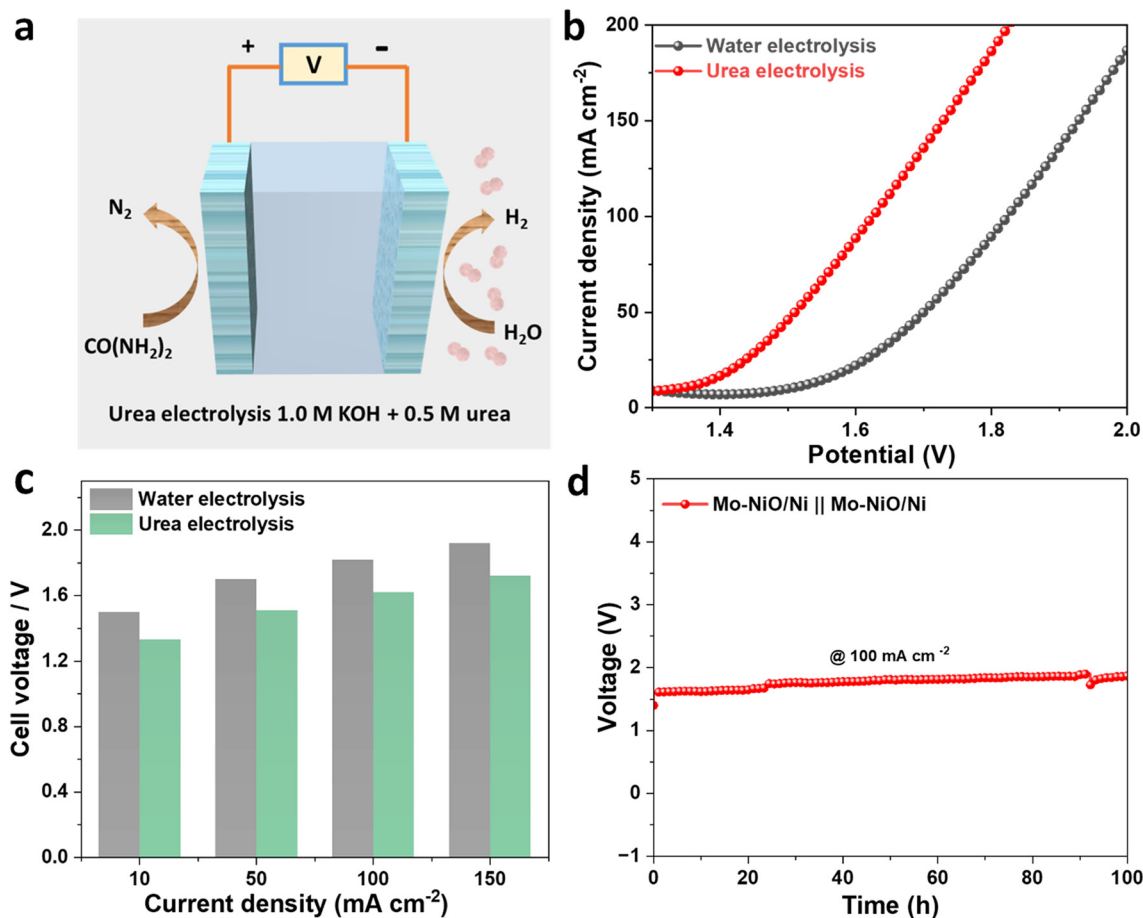 a
+
-
V
N2
H2
CO(NH2)2
H2O
Urea electrolysis 1.0 M KOH + 0.5 M urea
b
Water electrolysis
Urea electrolysis
Current density (mA cm-2)
200
150
100
50
0
1.4 1.6 1.8 2.0
Potential (V)
c
Water electrolysis
Urea electrolysis
Cell voltage / V
2.0
1.6
1.2
0.8
0.4
0.0
10 50 100 150
Current density (mA cm-2)
d
Mo-NiO/Ni || Mo-NiO/Ni
@ 100 mA cm -2
Voltage (V)
5
4
3
2
1
0
−1
0 20 40 60 80 100
Time (h)